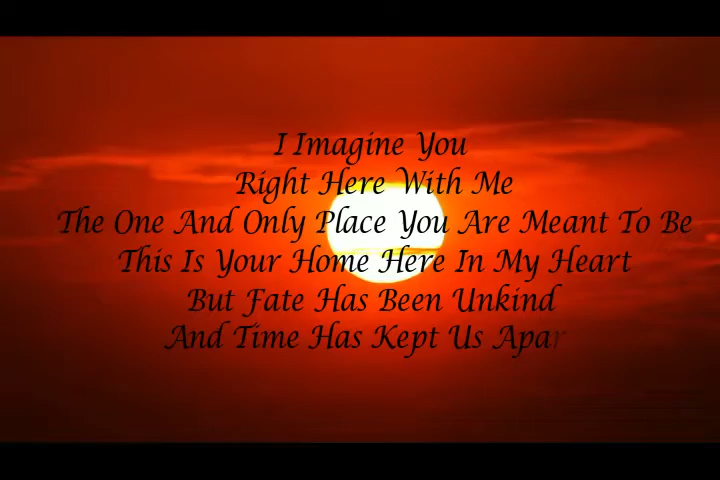 I Imagine You
Right Here With Me
The One And Only Place You Are Meant To Be
This Is Your Home Here In My Heart
But Fate Has Been Unkind
And Time Has Kept Us Apar